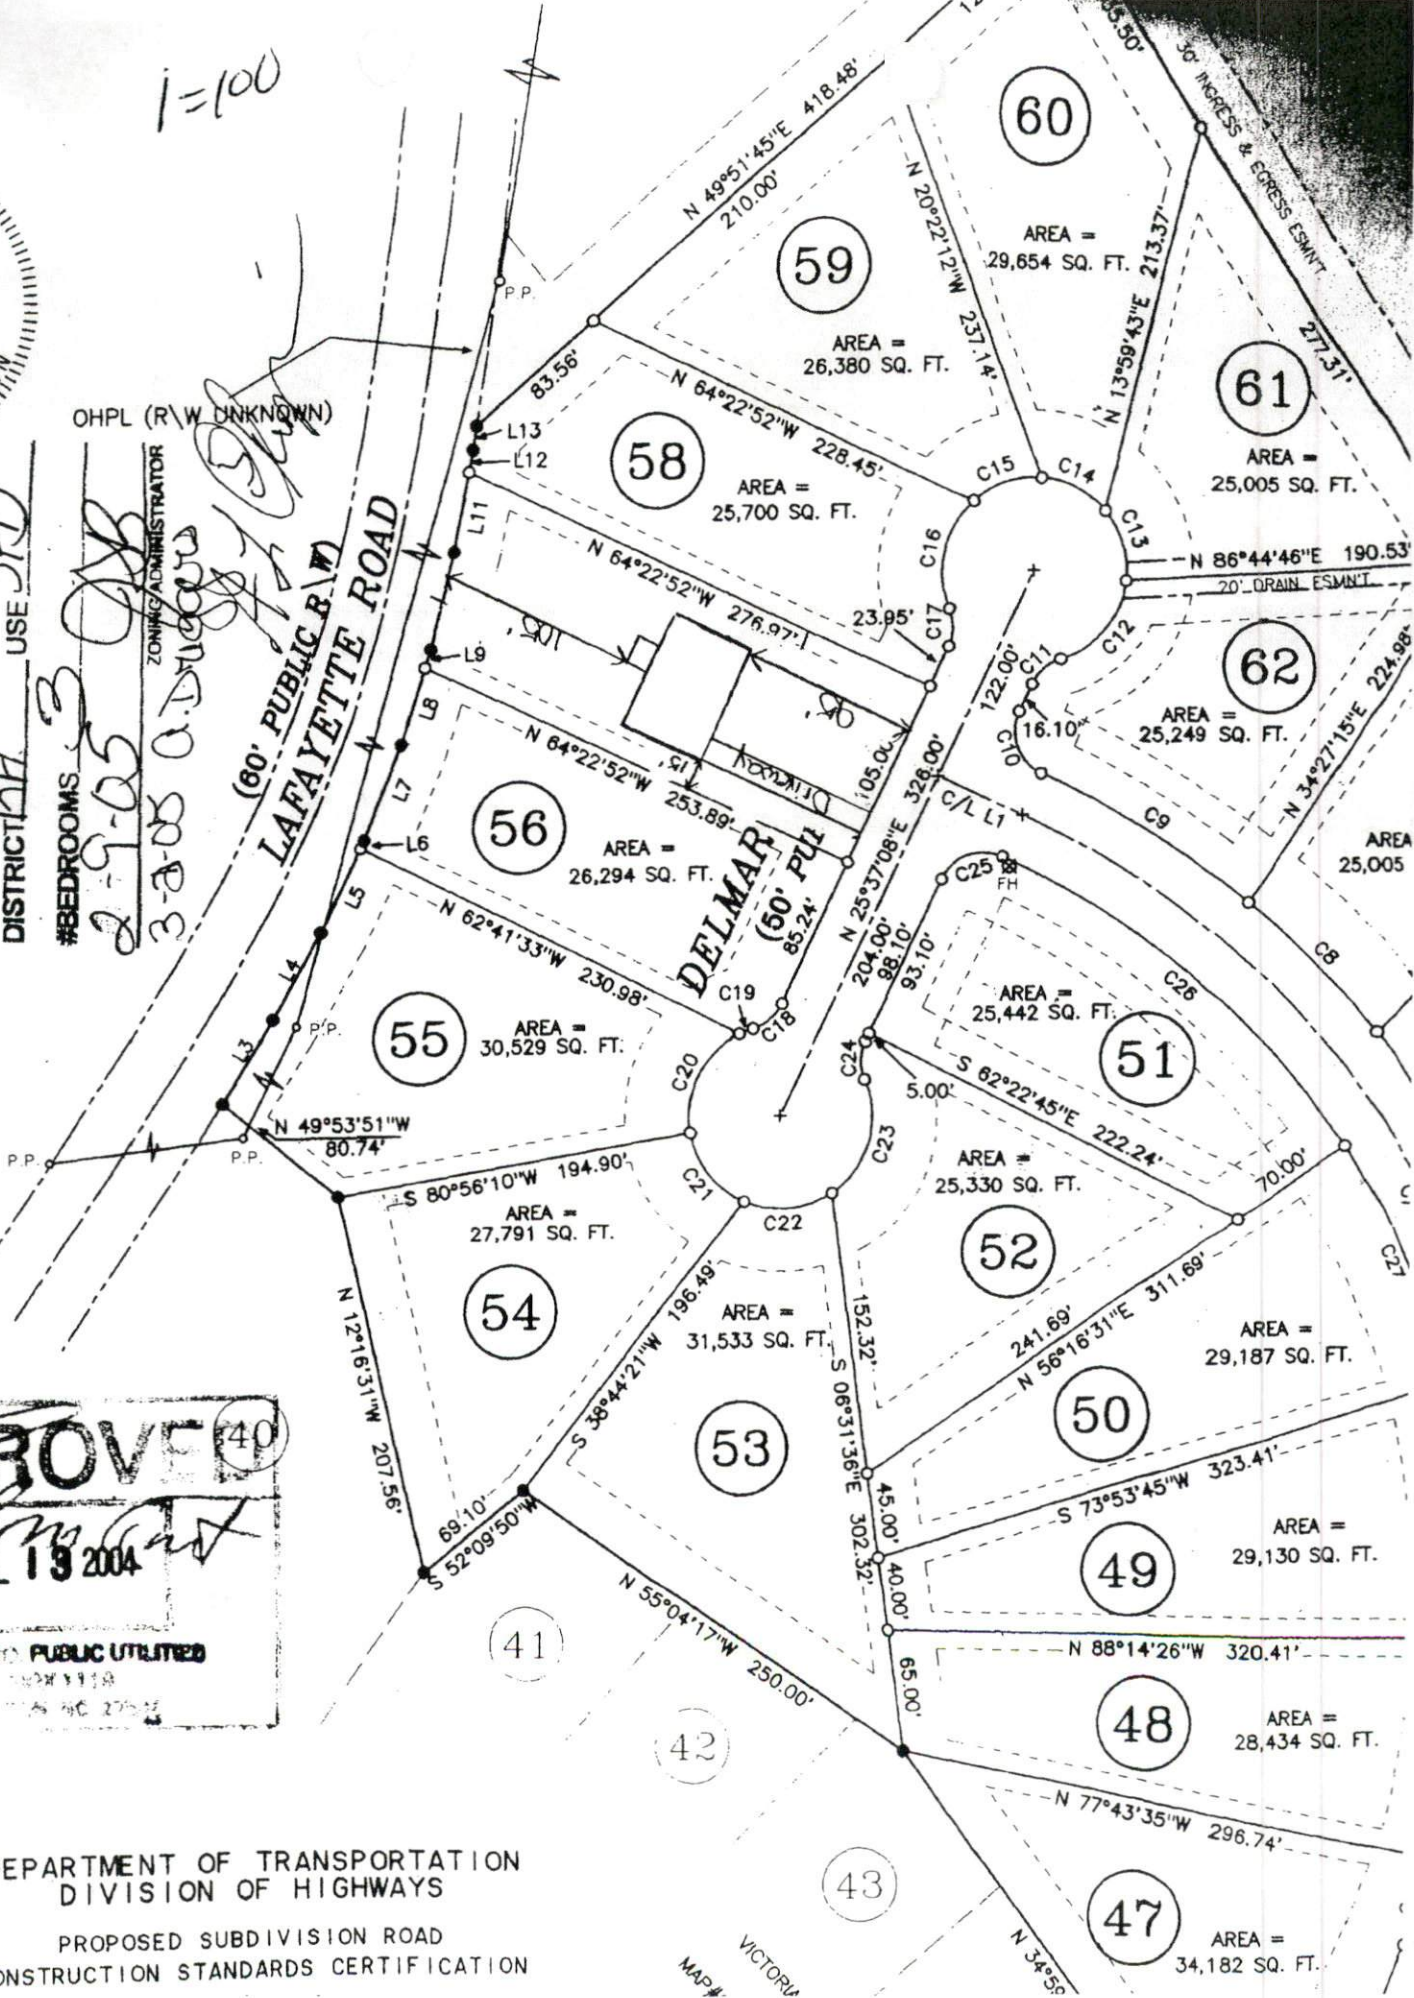 1=100
OHPL (R\W UNKNOWN)
DISTRICT
USE
#BEDROOMS 3
2-9-05
ZONING ADMINISTRATOR
(60' PUBLIC R\W)
LAFAYETTE ROAD
P.P.
N 49°51'45"E 418.48'
210.00'
83.56'
L13
L12
L11
L9
L8
L7
L6
L5
L4
L3
60
AREA =
29,654 SQ. FT.
N 20°22'12"W 237.14'
N 13°59'43"E 213.37'
30' INGRESS & EGRESS ESMN'T
277.31'
59
AREA =
26,380 SQ. FT.
N 64°22'52"W 228.45'
58
AREA =
25,700 SQ. FT.
N 64°22'52"W 276.97'
61
AREA =
25,005 SQ. FT.
C15
C14
C13
C16
C17
C12
C11
C10
23.95'
122.00'
16.10'
N 86°44'46"E 190.53'
20' DRAIN ESMN'T
62
AREA =
25,249 SQ. FT.
N 34°27'15"E 224.98'
AREA
25,005
C9
C8
C/L L1
Driveway
105.00'
N 64°22'52"W 253.89'
56
AREA =
26,294 SQ. FT.
DELMAR
(50' PU
85.24'
N 25°37'08"E 326.00'
204.00'
98.10'
93.10'
C25
FH
C26
N 62°41'33"W 230.98'
C19
C18
C20
C24
5.00'
55
AREA =
30,529 SQ. FT.
P.P.
AREA =
25,442 SQ. FT.
51
S 62°22'45"E 222.24'
70.00'
C27
N 49°53'51"W
80.74'
P.P.
P.P.
S 80°56'10"W 194.90'
C21
C22
C23
AREA =
25,330 SQ. FT.
52
AREA =
27,791 SQ. FT.
54
N 12°16'31"W 207.56'
S 38°44'21"W 196.49'
AREA =
31,533 SQ. FT.
53
152.32'
S 06°31'36"E 302.32'
241.69'
N 56°16'31"E 311.69'
AREA =
29,187 SQ. FT.
50
45.00'
S 73°53'45"W 323.41'
40.00'
49
AREA =
29,130 SQ. FT.
69.10'
S 52°09'50"W
N 55°04'17"W 250.00'
65.00'
N 88°14'26"W 320.41'
48
AREA =
28,434 SQ. FT.
N 77°43'35"W 296.74'
47
AREA =
34,182 SQ. FT.
40
41
42
43
ROVED
13 2004
PUBLIC UTILITIES
EPARTMENT OF TRANSPORTATION
DIVISION OF HIGHWAYS
PROPOSED SUBDIVISION ROAD
ONSTRUCTION STANDARDS CERTIFICATION
VICTORIA
MAP#
N 34°59